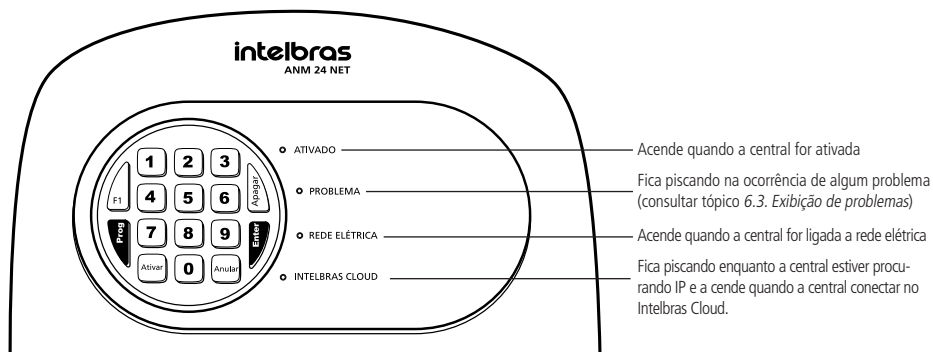 intelbras
ANM 24 NET
1
2
3
F1
4
5
6
Apagar
Prog
7
8
9
Enter
Ativar
0
Anular
ATIVADO
PROBLEMA
REDE ELÉTRICA
INTELBRAS CLOUD
Acende quando a central for ativada
Fica piscando na ocorrência de algum problema
(consultar tópico 6.3. Exibição de problemas)
Acende quando a central for ligada a rede elétrica
Fica piscando enquanto a central estiver procu-
rando IP e a cende quando a central conectar no
Intelbras Cloud.